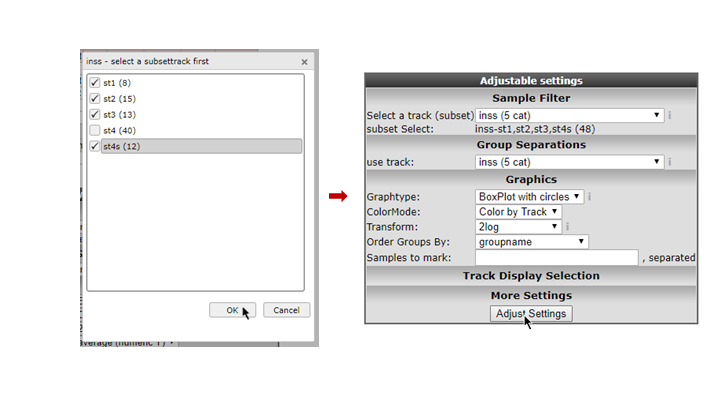 inss - select a subsettrack first
×
st1 (8)
st2 (15)
st3 (13)
st4 (40)
st4s (12)
OK
Cancel
average (numeric 1)
Adjustable settings
Sample Filter
Select a track (subset) inss (5 cat)
subset Select: inss-st1,st2,st3,st4s (48)
Group Separations
use track: inss (5 cat)
Graphics
Graphtype: BoxPlot with circles
ColorMode: Color by Track
Transform: 2log
Order Groups By: groupname
Samples to mark: , separated
Track Display Selection
More Settings
Adjust Settings